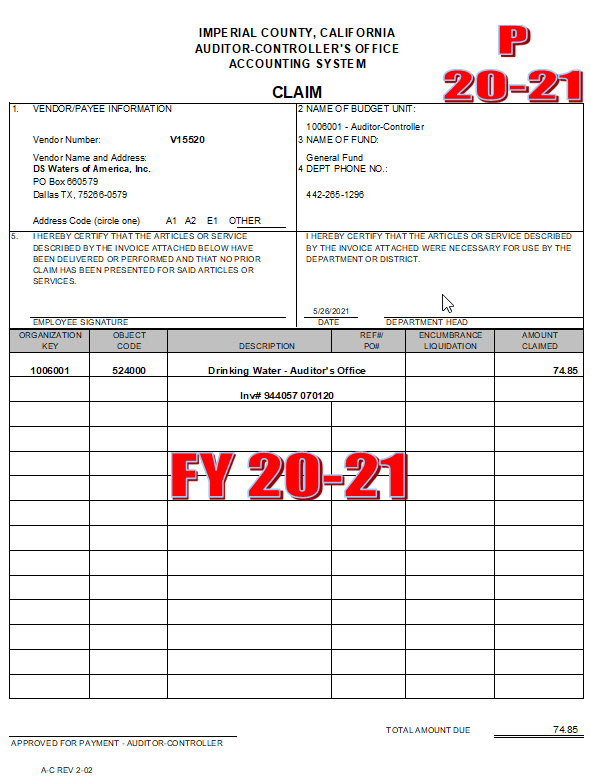 IMPERIAL COUNTY, CALIFORNIA
AUDITOR-CONTROLLER'S OFFICE
ACCOUNTING SYSTEM
CLAIM
P
20-21
1. VENDOR/PAYEE INFORMATION
Vendor Number: V15520
Vendor Name and Address:
DS Waters of America, Inc.
PO Box 660579
Dallas TX, 75266-0579
Address Code (circle one) A1 A2 E1 OTHER
2 NAME OF BUDGET UNIT:
1006001 - Auditor-Controller
3 NAME OF FUND:
General Fund
4 DEPT PHONE NO.:
442-265-1296
5. I HEREBY CERTIFY THAT THE ARTICLES OR SERVICE
DESCRIBED BY THE INVOICE ATTACHED BELOW HAVE
BEEN DELIVERED OR PERFORMED AND THAT NO PRIOR
CLAIM HAS BEEN PRESENTED FOR SAID ARTICLES OR
SERVICES.
EMPLOYEE SIGNATURE
I HEREBY CERTIFY THAT THE ARTICLES OR SERVICE DESCRIBED
BY THE INVOICE ATTACHED WERE NECESSARY FOR USE BY THE
DEPARTMENT OR DISTRICT.
5/26/2021
DATE DEPARTMENT HEAD
ORGANIZATION KEY OBJECT CODE DESCRIPTION REF#/ PO# ENCUMBRANCE LIQUIDATION AMOUNT CLAIMED
1006001 524000 Drinking Water - Auditor's Office 74.85
Inv# 944057 070120
FY 20-21
TOTAL AMOUNT DUE 74.85
APPROVED FOR PAYMENT - AUDITOR-CONTROLLER
A-C REV 2-02